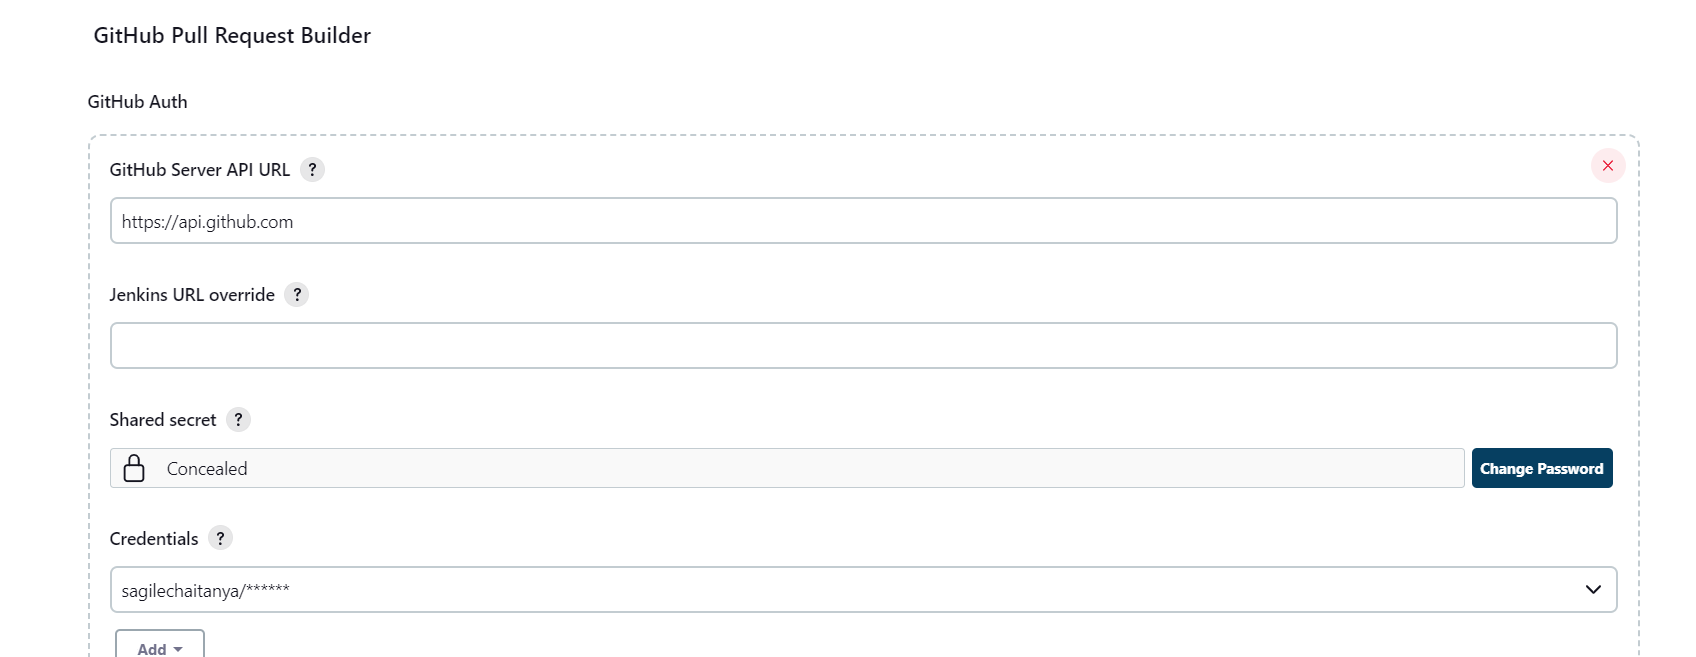 GitHub Pull Request Builder
GitHub Auth
GitHub Server API URL ?
https://api.github.com
Jenkins URL override ?
Shared secret ?
Concealed Change Password
Credentials ?
sagilechaitanya/******
Add